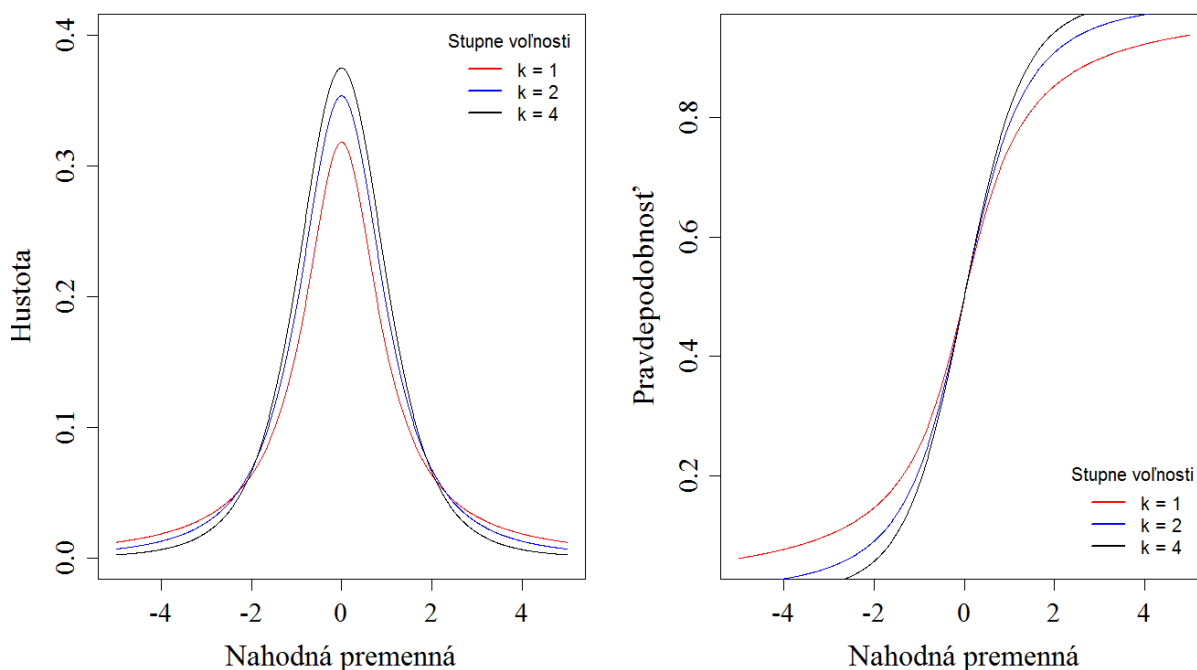 Hustota
0.4
0.3
0.2
0.1
0.0
Stupne voľnosti
k = 1
k = 2
k = 4
-4
-2
0
2
4
Nahodná premenná
Pravdepodobnosť
0.8
0.6
0.4
0.2
Stupne voľnosti
k = 1
k = 2
k = 4
-4
-2
0
2
4
Nahodná premenná